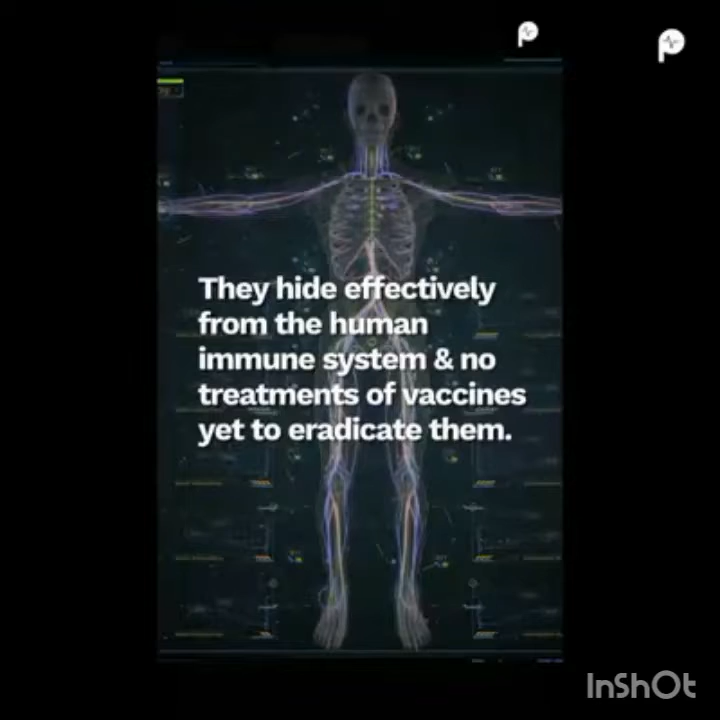 They hide effectively
from the human
immune system & no
treatments of vaccines
yet to eradicate them.
InShOt